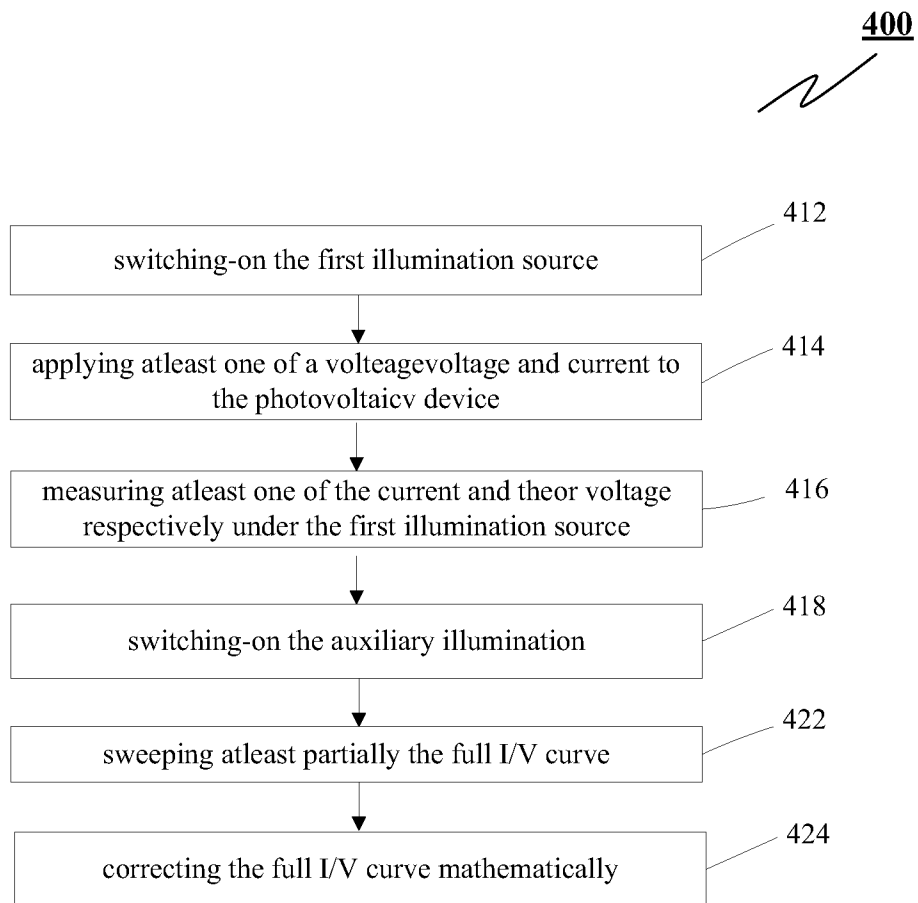 400
412
switching-on the first illumination source
414
applying atleast one of a volteagevoltage and current to
the photovoltaicv device
416
measuring atleast one of the current and theor voltage
respectively under the first illumination source
418
switching-on the auxiliary illumination
422
sweeping atleast partially the full I/V curve
424
correcting the full I/V curve mathematically